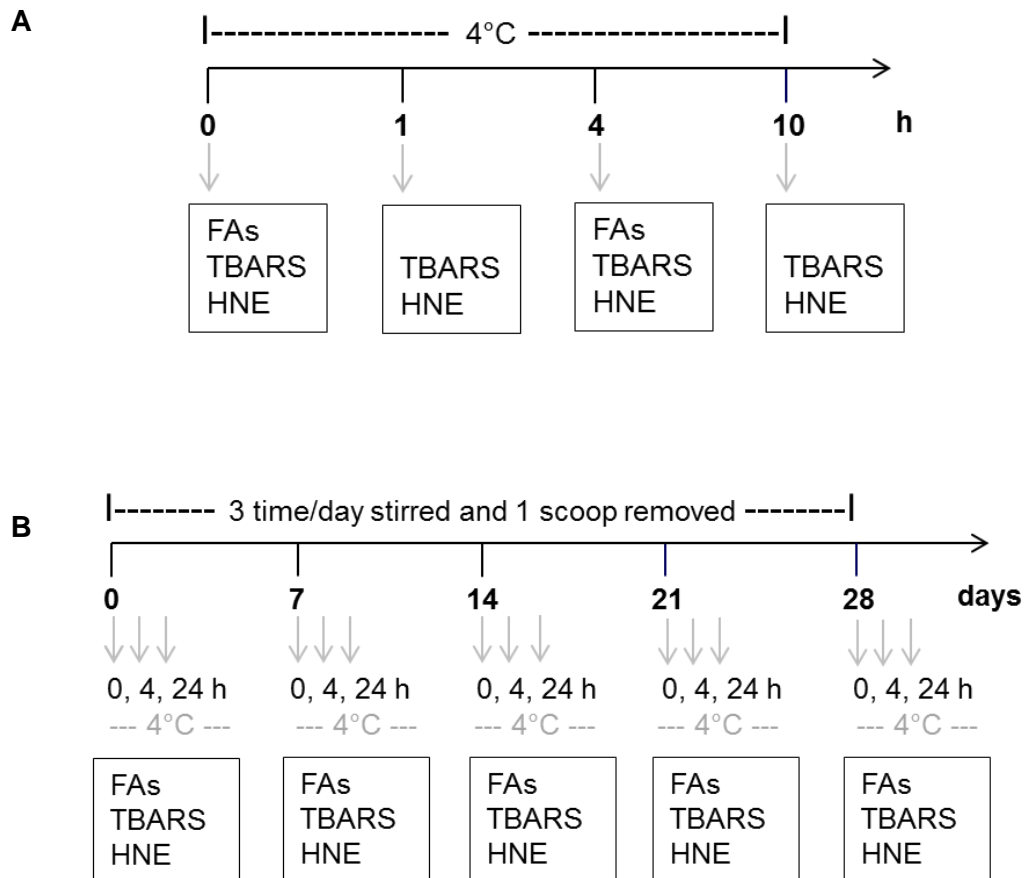 A
4°C
0 1 4 10 h
FAs
TBARS
HNE
TBARS
HNE
FAs
TBARS
HNE
TBARS
HNE
B
3 time/day stirred and 1 scoop removed
0 7 14 21 28 days
0, 4, 24 h 0, 4, 24 h 0, 4, 24 h 0, 4, 24 h 0, 4, 24 h
--- 4°C --- --- 4°C --- --- 4°C --- --- 4°C --- --- 4°C ---
FAs
TBARS
HNE
FAs
TBARS
HNE
FAs
TBARS
HNE
FAs
TBARS
HNE
FAs
TBARS
HNE